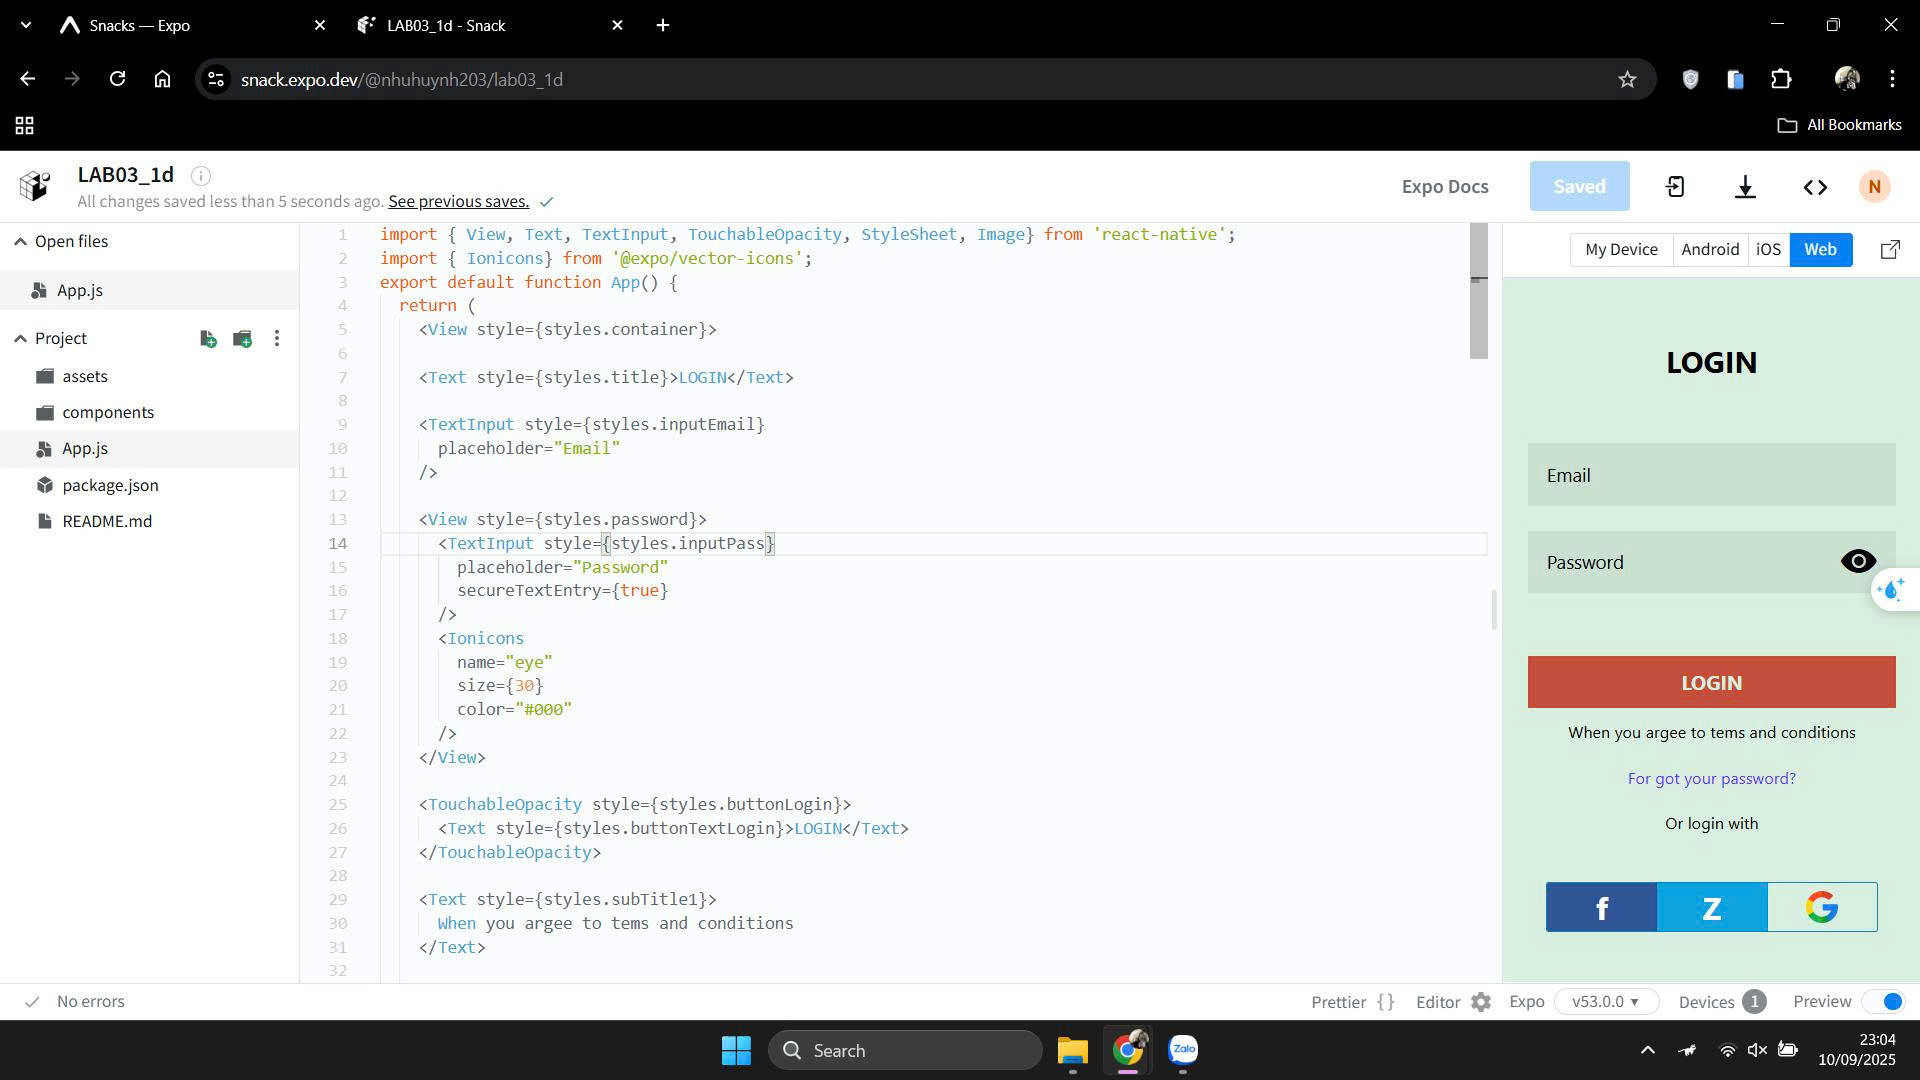 Snacks — Expo
LAB03_1d - Snack
snack.expo.dev/@nhuhuynh203/lab03_1d
All Bookmarks
LAB03_1d
All changes saved less than 5 seconds ago. See previous saves.
Expo Docs
Saved
N
Open files
App.js
Project
assets
components
App.js
package.json
README.md
1 import { View, Text, TextInput, TouchableOpacity, StyleSheet, Image} from 'react-native';
2 import { Ionicons} from '@expo/vector-icons';
3 export default function App() {
4 return (
5 <View style={styles.container}>
6
7 <Text style={styles.title}>LOGIN</Text>
8
9 <TextInput style={styles.inputEmail}
10 placeholder="Email"
11 />
12
13 <View style={styles.password}>
14 <TextInput style={styles.inputPass}
15 placeholder="Password"
16 secureTextEntry={true}
17 />
18 <Ionicons
19 name="eye"
20 size={30}
21 color="#000"
22 />
23 </View>
24
25 <TouchableOpacity style={styles.buttonLogin}>
26 <Text style={styles.buttonTextLogin}>LOGIN</Text>
27 </TouchableOpacity>
28
29 <Text style={styles.subTitle1}>
30 When you argee to tems and conditions
31 </Text>
32
My Device Android iOS Web
LOGIN
Email
Password
LOGIN
When you argee to tems and conditions
For got your password?
Or login with
f Z G
No errors
Prettier {} Editor Expo v53.0.0 Devices 1 Preview
Search
Zalo
23:04
10/09/2025